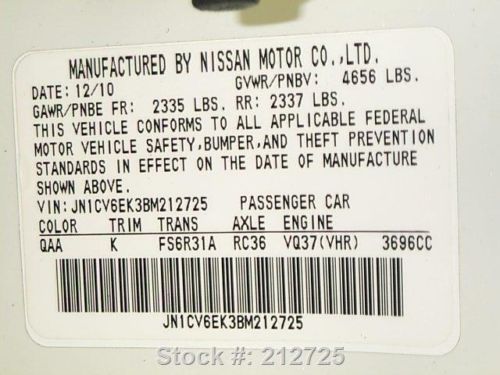 MANUFACTURED BY NISSAN MOTOR CO.,LTD.
DATE: 12/10 GVWR/PNBV: 4656 LBS.
GAWR/PNBE FR: 2335 LBS. RR: 2337 LBS.
THIS VEHICLE CONFORMS TO ALL APPLICABLE FEDERAL
MOTOR VEHICLE SAFETY,BUMPER,AND THEFT PREVENTION
STANDARDS IN EFFECT ON THE DATE OF MANUFACTURE
SHOWN ABOVE.
VIN: JN1CV6EK3BM212725 PASSENGER CAR
COLOR TRIM TRANS AXLE ENGINE
QAA K FS6R31A RC36 VQ37(VHR) 3696CC
JN1CV6EK3BM212725
Stock #: 212725